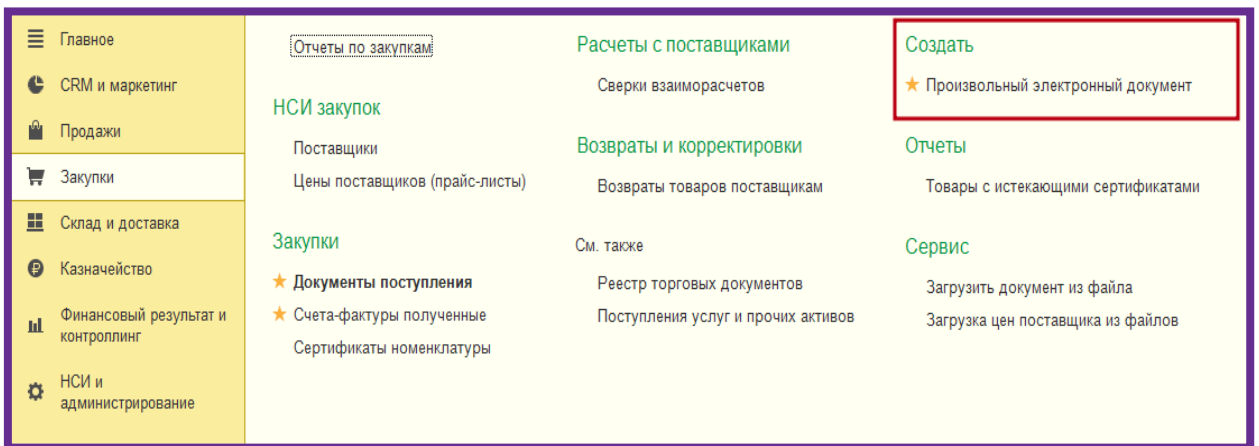 Главное
CRM и маркетинг
Продажи
Закупки
Склад и доставка
Казначейство
Финансовый результат и
контроллинг
НСИ и
администрирование
Отчеты по закупкам
НСИ закупок
Поставщики
Цены поставщиков (прайс-листы)
Закупки
Документы поступления
Счета-фактуры полученные
Сертификаты номенклатуры
Расчеты с поставщиками
Сверки взаиморасчетов
Возвраты и корректировки
Возвраты товаров поставщикам
См. также
Реестр торговых документов
Поступления услуг и прочих активов
Создать
Произвольный электронный документ
Отчеты
Товары с истекающими сертификатами
Сервис
Загрузить документ из файла
Загрузка цен поставщика из файлов